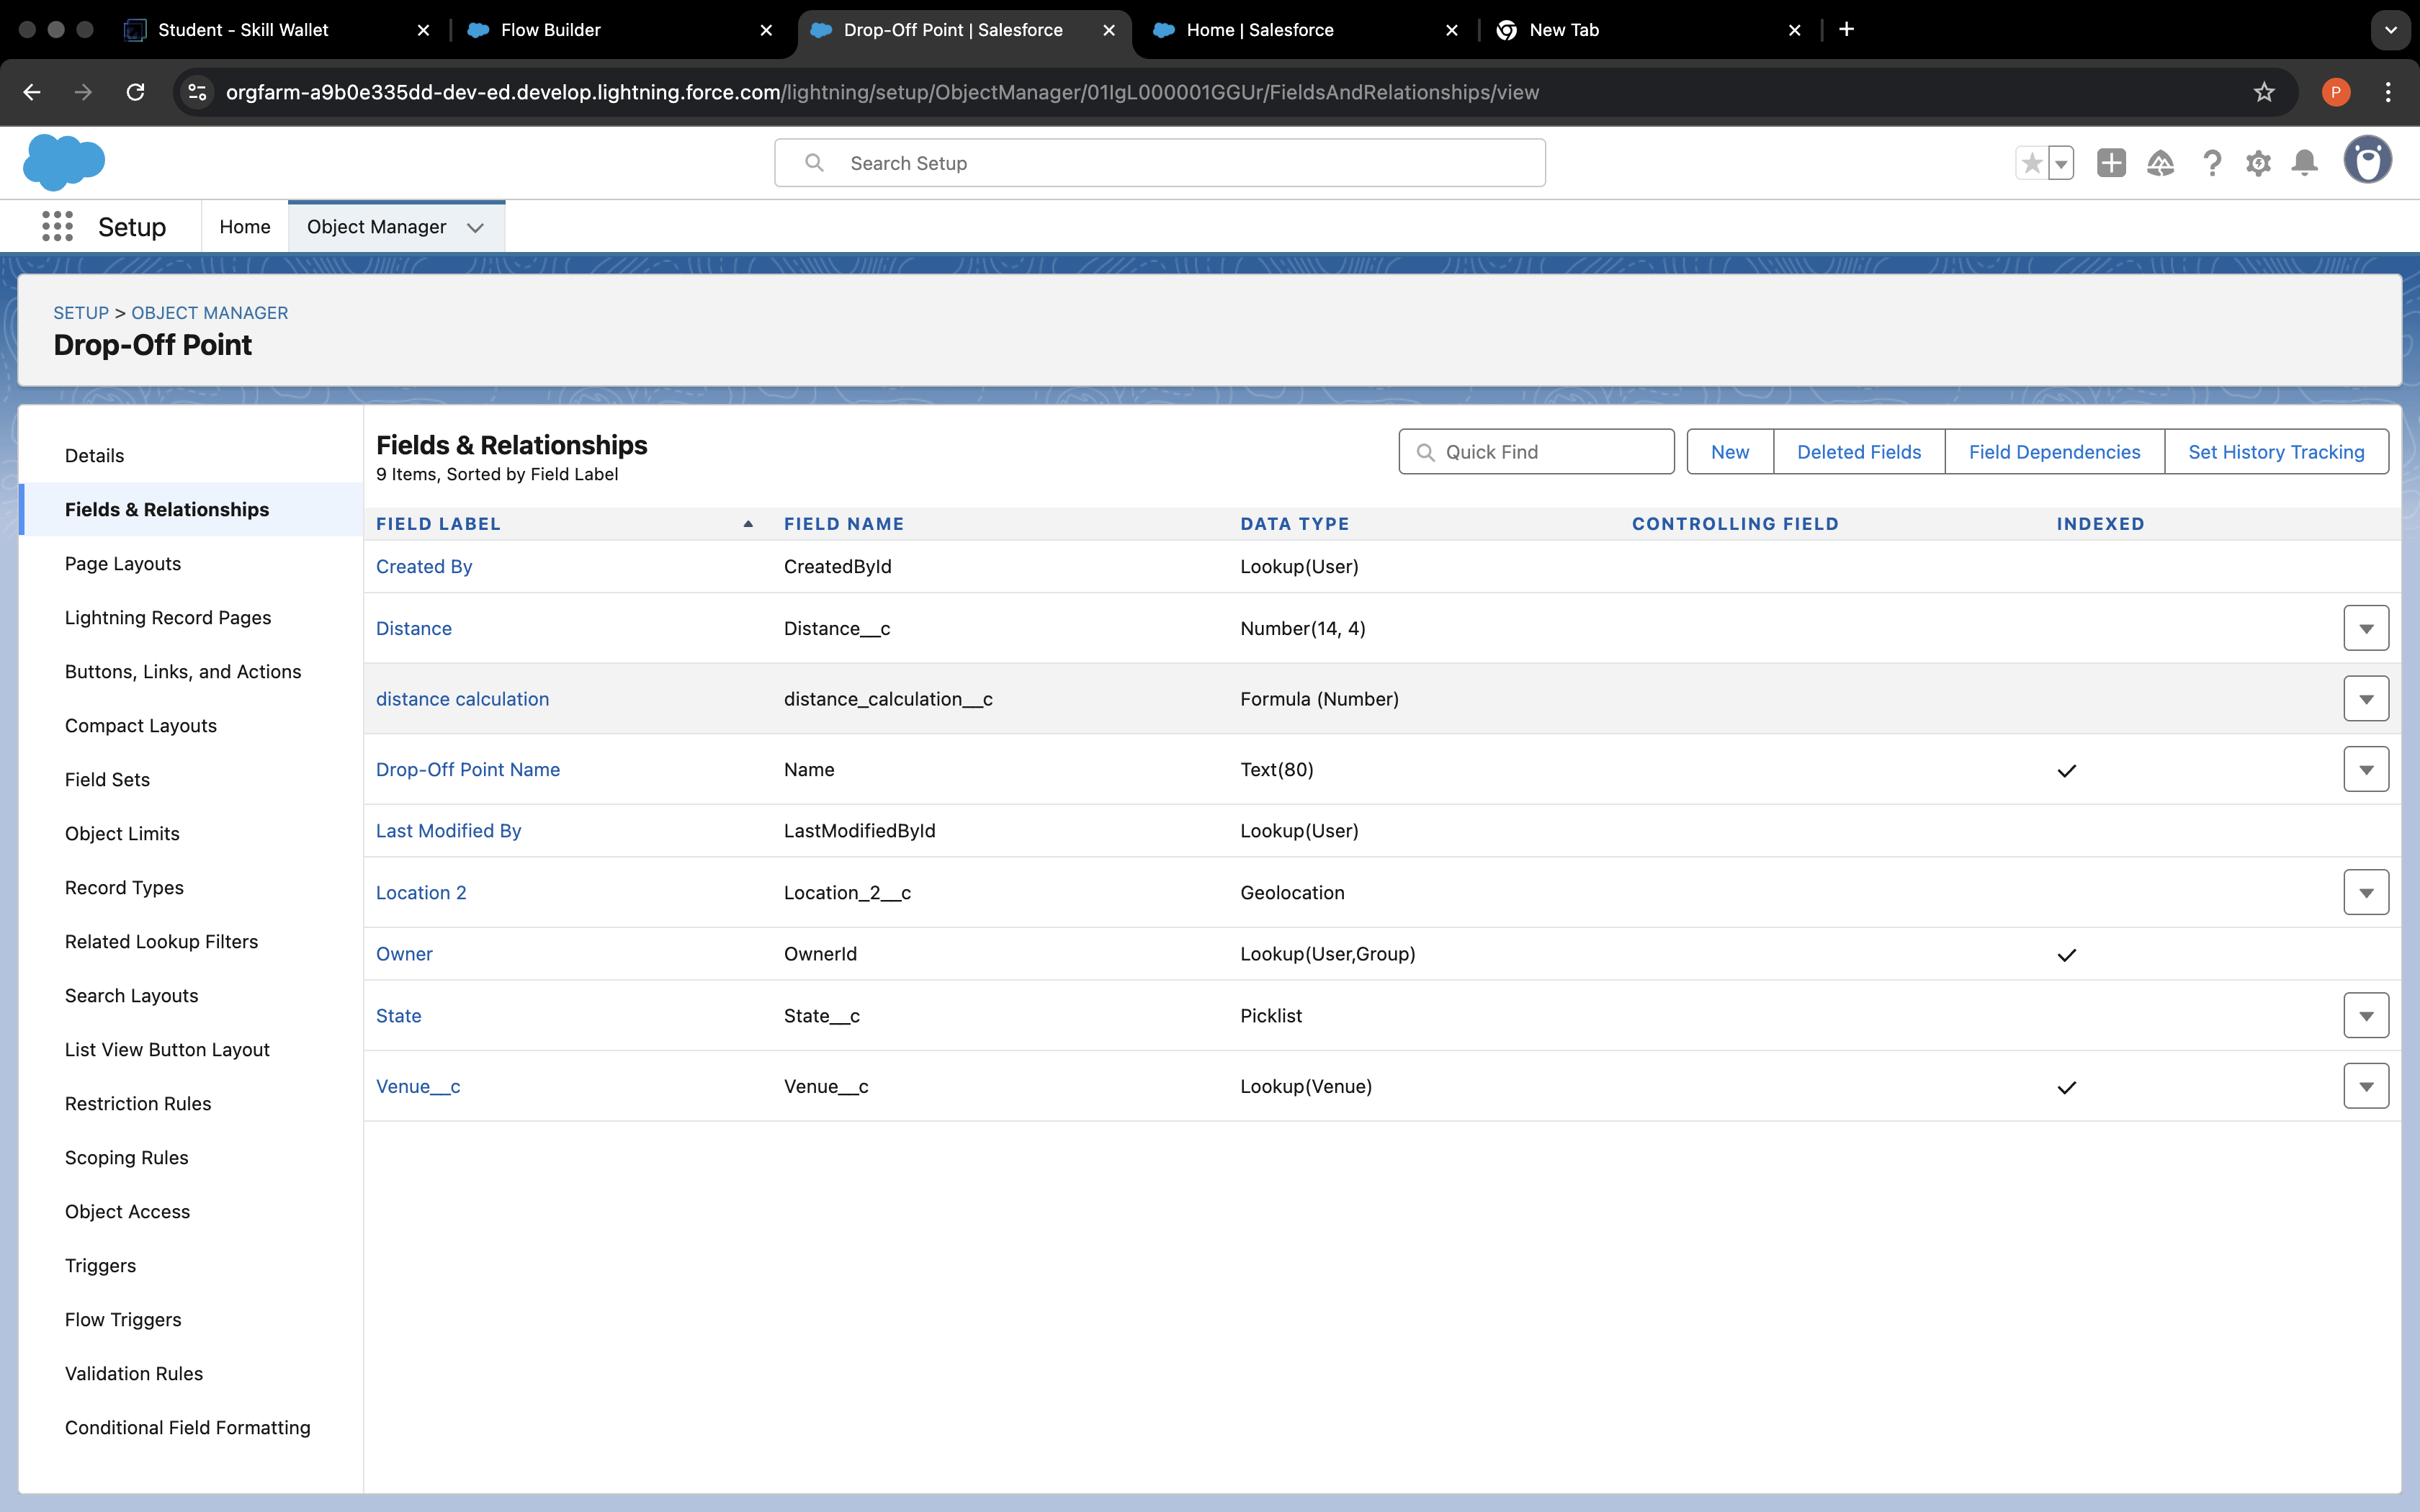 Student - Skill Wallet
Flow Builder
Drop-Off Point | Salesforce
Home | Salesforce
New Tab
orgfarm-a9b0e335dd-dev-ed.develop.lightning.force.com/lightning/setup/ObjectManager/01IgL000001GGUr/FieldsAndRelationships/view
P
Search Setup
Setup
Home
Object Manager
SETUP > OBJECT MANAGER
Drop-Off Point
Details
Fields & Relationships
Page Layouts
Lightning Record Pages
Buttons, Links, and Actions
Compact Layouts
Field Sets
Object Limits
Record Types
Related Lookup Filters
Search Layouts
List View Button Layout
Restriction Rules
Scoping Rules
Object Access
Triggers
Flow Triggers
Validation Rules
Conditional Field Formatting
Fields & Relationships
9 Items, Sorted by Field Label
Quick Find
New
Deleted Fields
Field Dependencies
Set History Tracking
FIELD LABEL FIELD NAME DATA TYPE CONTROLLING FIELD INDEXED
Created By CreatedById Lookup(User)
Distance Distance__c Number(14, 4)
distance calculation distance_calculation__c Formula (Number)
Drop-Off Point Name Name Text(80)
Last Modified By LastModifiedById Lookup(User)
Location 2 Location_2__c Geolocation
Owner OwnerId Lookup(User,Group)
State State__c Picklist
Venue__c Venue__c Lookup(Venue)